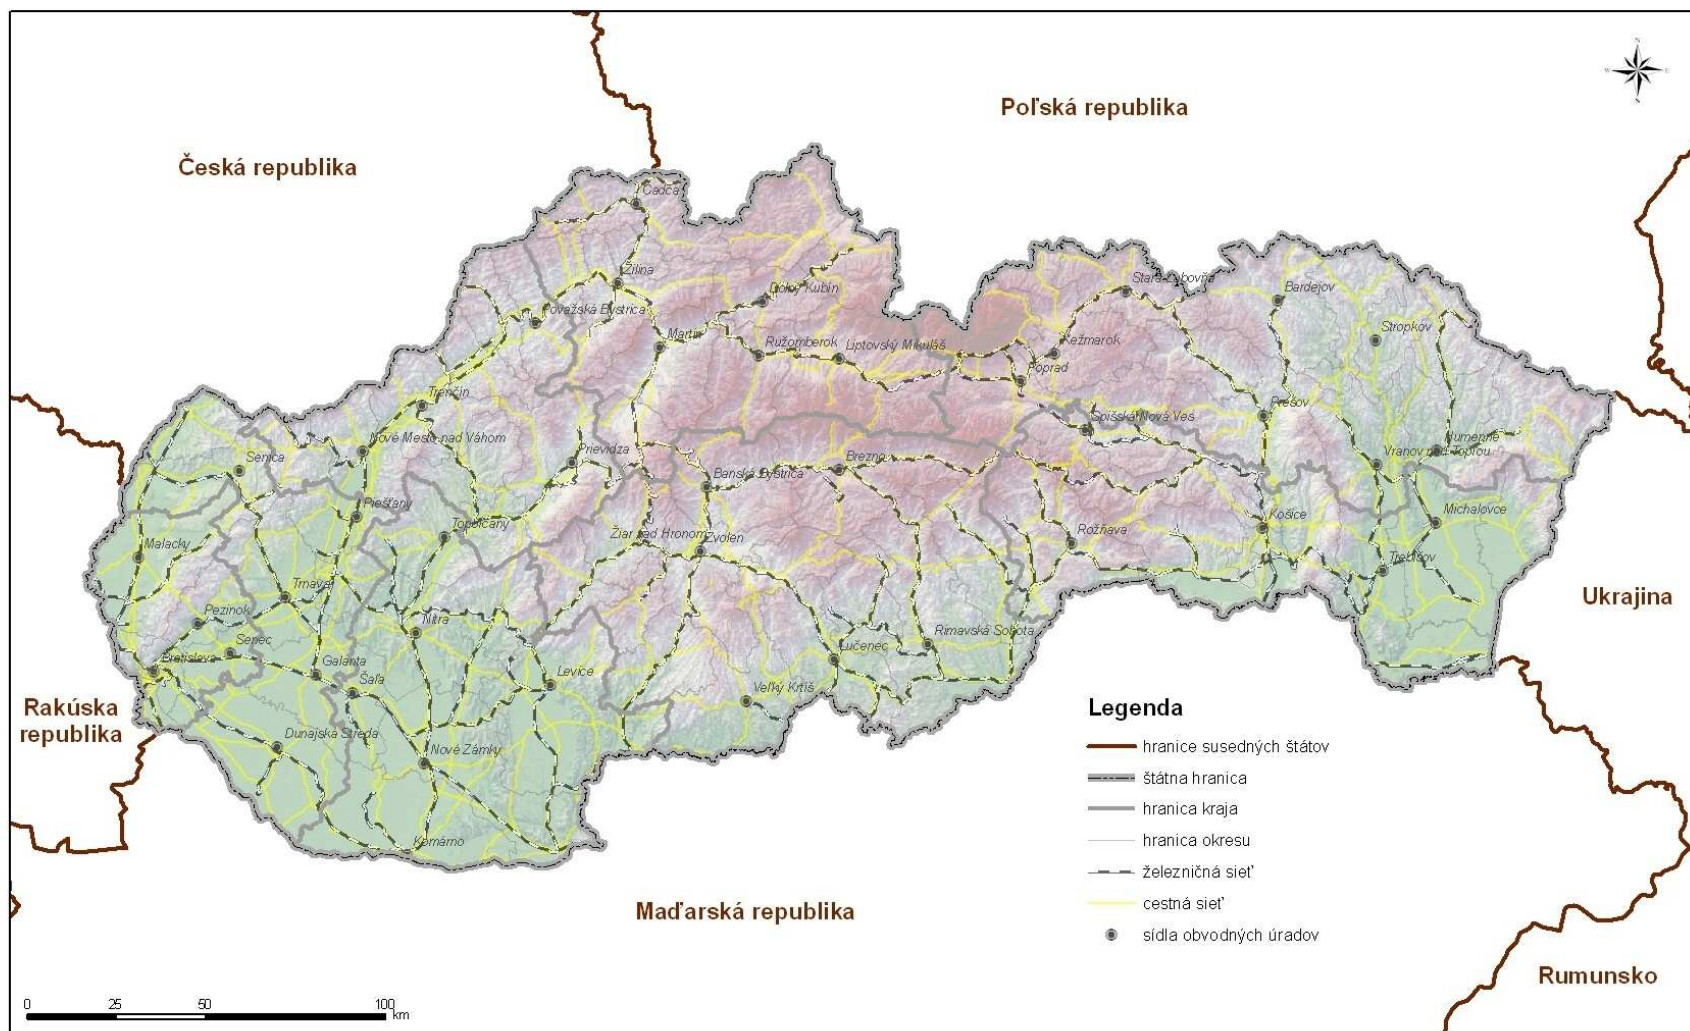 N
W
E
S
Poľská republika
Česká republika
Čadca
Žilina
Dolný Kubín
Stará Ľubovňa
Bardejov
Považská Bystrica
Stropkov
Martin
Ružomberok
Liptovský Mikuláš
Kežmarok
Poprad
Trenčín
Prešov
Spišská Nová Ves
Nové Mesto nad Váhom
Humenné
Senica
Prievidza
Brezno
Vranov nad Topľou
Banská Bystrica
Piešťany
Michalovce
Topoľčany
Košice
Žiar nad Hronom
Zvolen
Rožňava
Malacky
Trebišov
Trnava
Ukrajina
Pezinok
Nitra
Senec
Rimavská Sobota
Lučenec
Bratislava
Galanta
Levice
Šaľa
Veľký Krtíš
Rakúska
republika
Dunajská Streda
Nové Zámky
Komárno
Maďarská republika
Legenda
hranice susedných štátov
štátna hranica
hranica kraja
hranica okresu
železničná sieť
cestná sieť
sídla obvodných úradov
Rumunsko
0 25 50 100
km